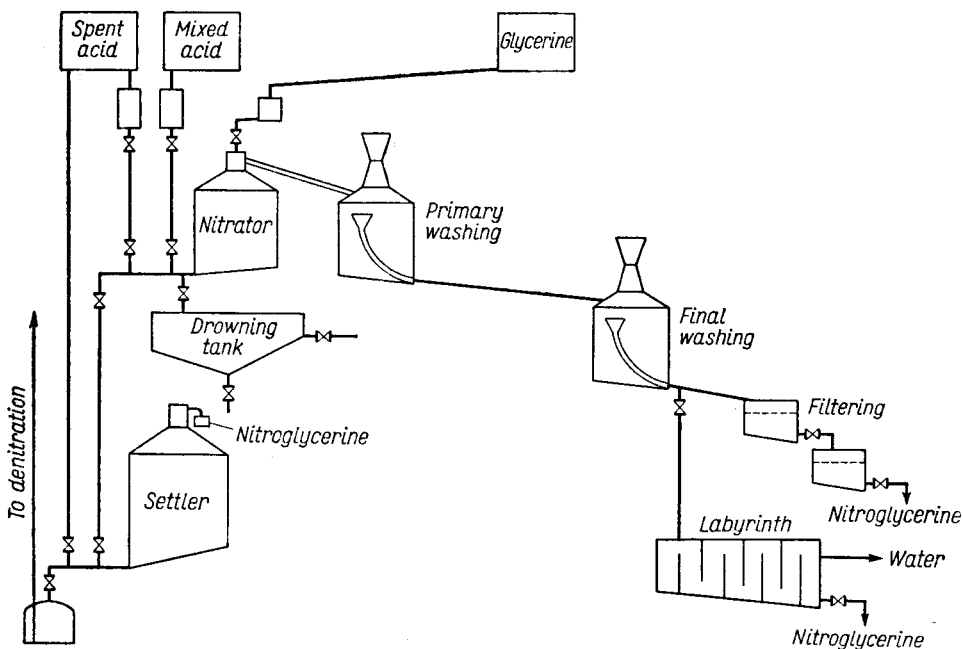 Spent
acid
Mixed
acid
Glycerine
Nitrator
Primary
washing
Drowning
tank
Final
washing
To denitration
Nitroglycerine
Settler
Filtering
Nitroglycerine
Labyrinth
Water
Nitroglycerine